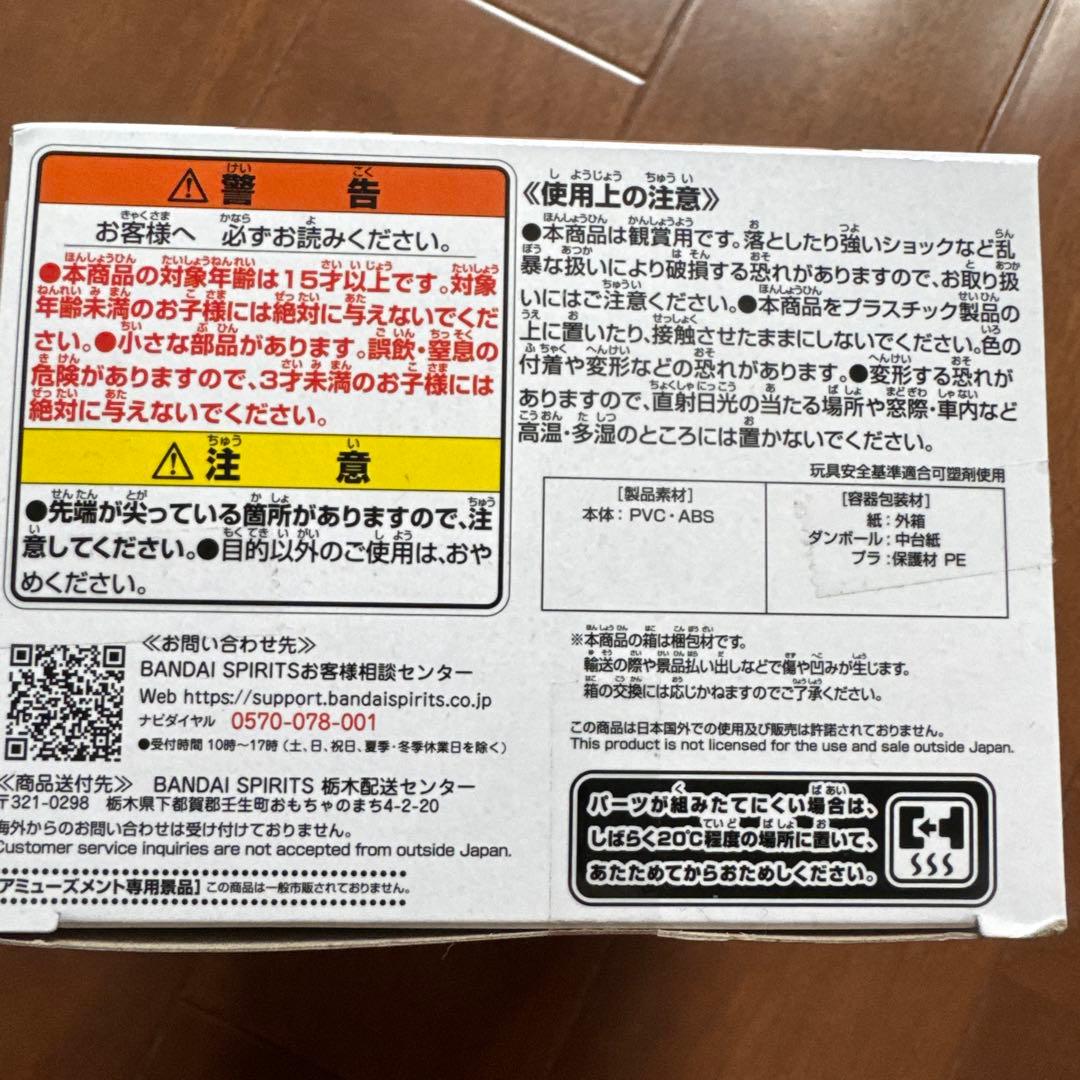 警告
お客様へ 必ずお読みください。
●本商品の対象年齢は15才以上です。対象
年齢未満のお子様には絶対に与えないでくだ
さい。●小さな部品があります。誤飲・窒息の
危険がありますので、3才未満のお子様には
絶対に与えないでください。
注意
●先端が尖っている箇所がありますので、注
意してください。●目的以外のご使用は、おや
めください。
≪お問い合わせ先≫
BANDAI SPIRITSお客様相談センター
Web https://support.bandaispirits.co.jp
ナビダイヤル 0570-078-001
●受付時間 10時〜17時（土、日、祝日、夏季・冬季休業日を除く）
≪商品送付先≫ BANDAI SPIRITS 栃木配送センター
〒321-0298 栃木県下都賀郡壬生町おもちゃのまち4-2-20
海外からのお問い合わせは受け付けておりません。
Customer service inquiries are not accepted from outside Japan.
アミューズメント専用景品］この商品は一般市販されておりません。
《使用上の注意》
●本商品は観賞用です。落としたり強いショックなど乱
暴な扱いにより破損する恐れがありますので、お取り扱
いにはご注意ください。●本商品をプラスチック製品の
上に置いたり、接触させたままにしないでください。色の
付着や変形などの恐れがあります。●変形する恐れが
ありますので、直射日光の当たる場所や窓際・車内など
高温・多湿のところには置かないでください。
玩具安全基準適合可塑剤使用
［製品素材］
本体：PVC・ABS
［容器包装材］
紙：外箱
ダンボール：中台紙
プラ：保護材 PE
※本商品の箱は梱包材です。
輸送の際や景品払い出しなどで傷や凹みが生じます。
箱の交換には応じかねますのでご了承ください。
この商品は日本国外での使用及び販売は許諾されておりません。
This product is not licensed for the use and sale outside Japan.
パーツが組みたてにくい場合は、
しばらく20℃程度の場所に置いて、
あたためてからおためしください。